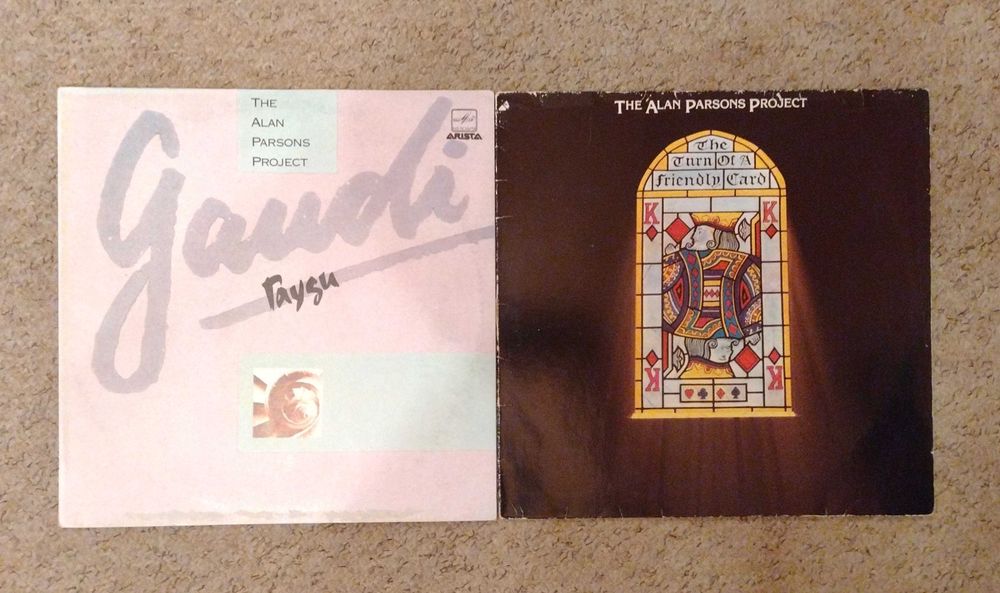 THE
ALAN
PARSONS
PROJECT
ARISTA
gaudi
гауди
THE ALAN PARSONS PROJECT
The
Turn Of A
Friendly Card
K K
K K